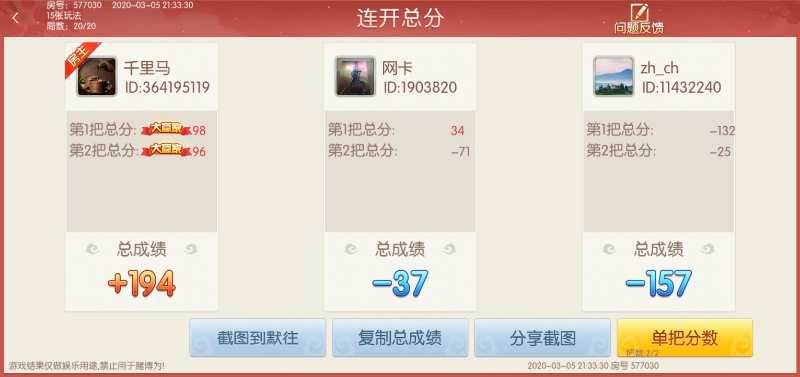 房号: 577030 2020-03-05 21:33:30
15张玩法
局数: 20/20
连开总分
问题反馈
房主
千里马
ID:364195119
第1把总分: 大赢家 98
第2把总分: 大赢家 96
总成绩
+194
网卡
ID:1903820
第1把总分: 34
第2把总分: -71
总成绩
-37
zh_ch
ID:11432240
第1把总分: -132
第2把总分: -25
总成绩
-157
截图到默往
复制总成绩
分享截图
单把分数
把数:2/2
游戏结果仅做娱乐用途,禁止用于赌博为!
2020-03-05 21:33:30 房号 577030